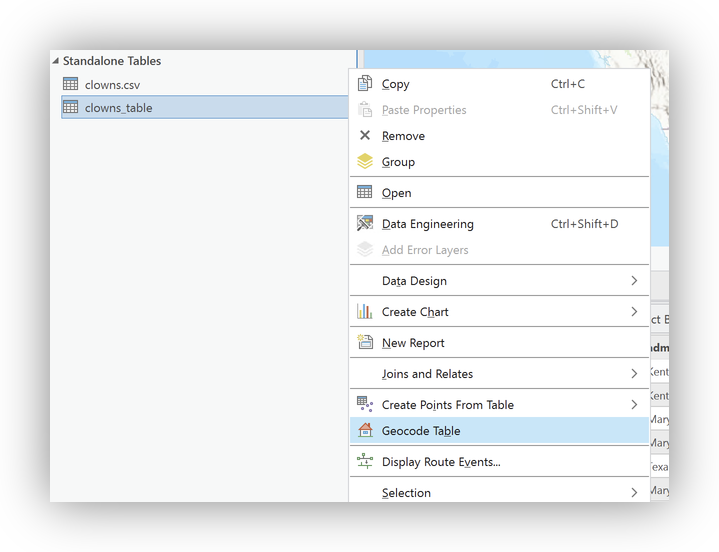 Standalone Tables
clowns.csv
clowns_table
Copy Ctrl+C
Paste Properties Ctrl+Shift+V
Remove
Group
Open
Data Engineering Ctrl+Shift+D
Add Error Layers
Data Design
Create Chart
New Report
Joins and Relates
Create Points From Table
Geocode Table
Display Route Events...
Selection
ct B
adm
Kent
Kent
Mary
Mary
Texa
Mary